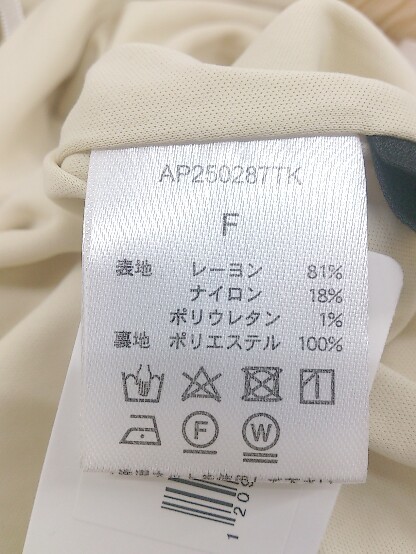 AP250287TK
F
表地 レーヨン 81%
ナイロン 18%
ポリウレタン 1%
裏地 ポリエステル 100%
F W